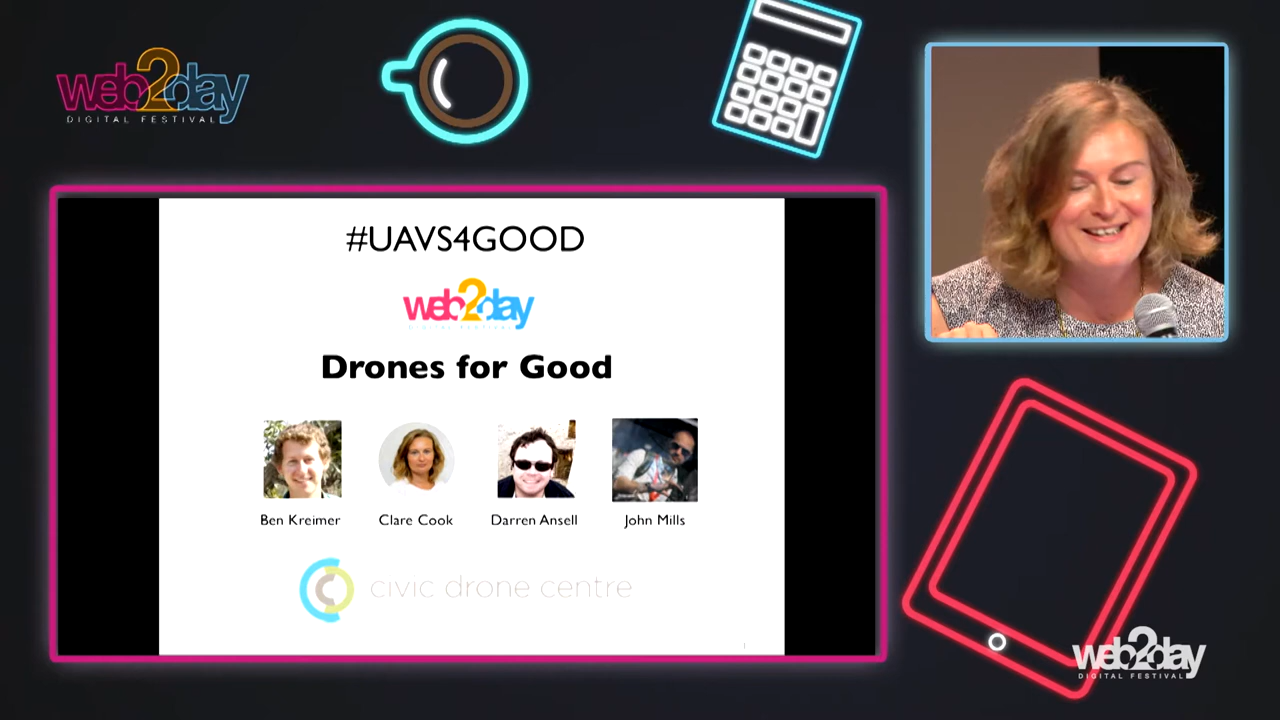 web2day
DIGITAL FESTIVAL
#UAVS4GOOD
web2day
Drones for Good
Ben Kreimer
Clare Cook
Darren Ansell
John Mills
civic drone centre
web2day
DIGITAL FESTIVAL